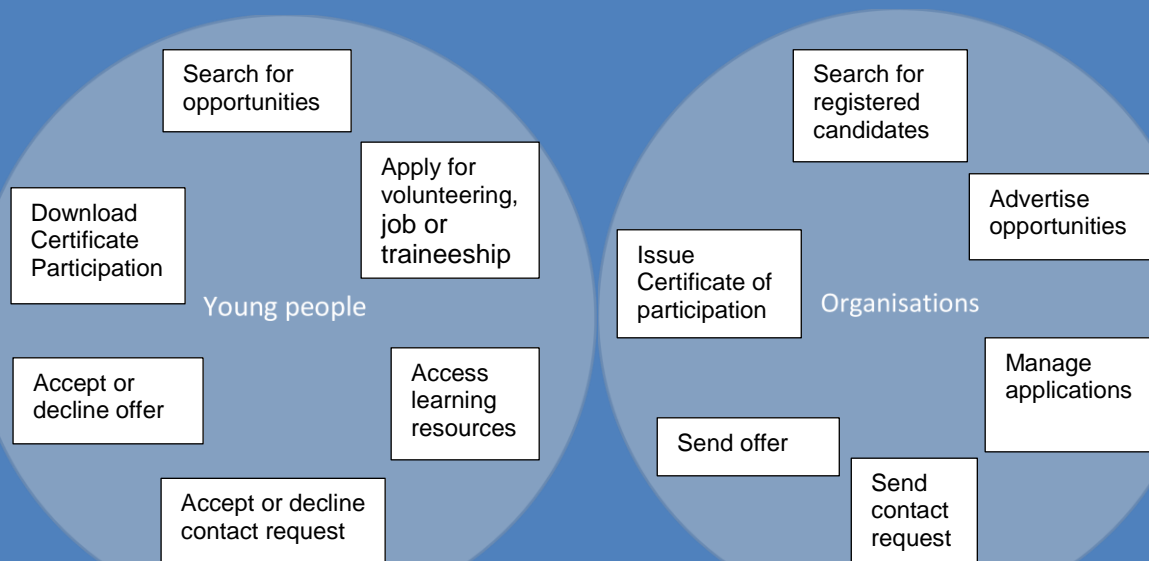 Search for
opportunities
Apply for
volunteering,
job or
traineeship
Download
Certificate
Participation
Young people
Accept or
decline offer
Access
learning
resources
Accept or decline
contact request
Search for
registered
candidates
Advertise
opportunities
Issue
Certificate of
participation
Organisations
Manage
applications
Send offer
Send
contact
request